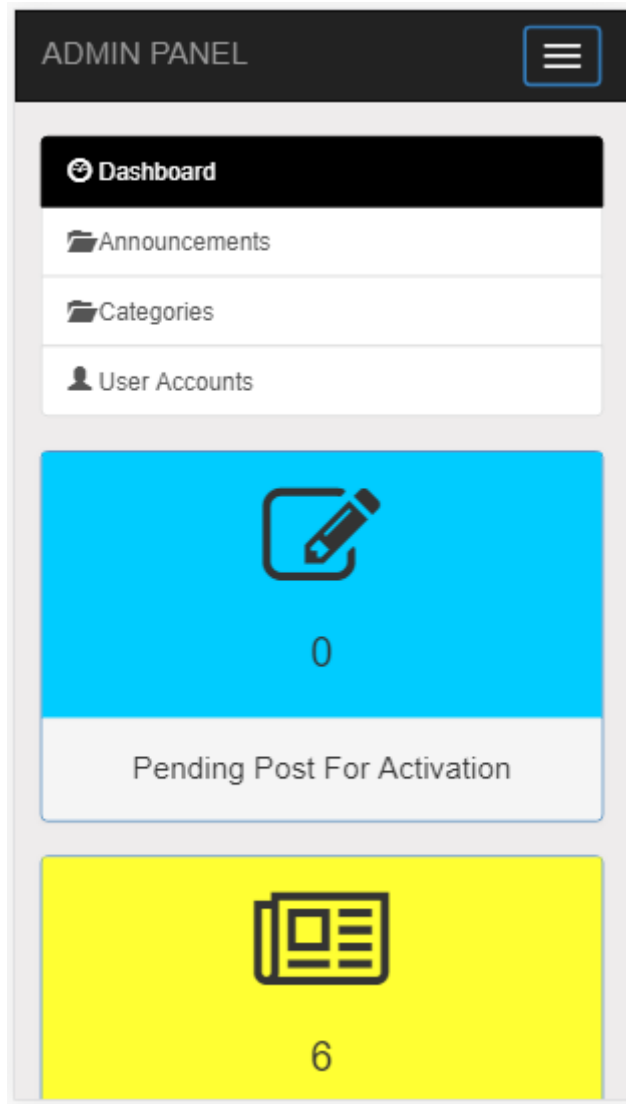 ADMIN PANEL
Dashboard
Announcements
Categories
User Accounts
0
Pending Post For Activation
6